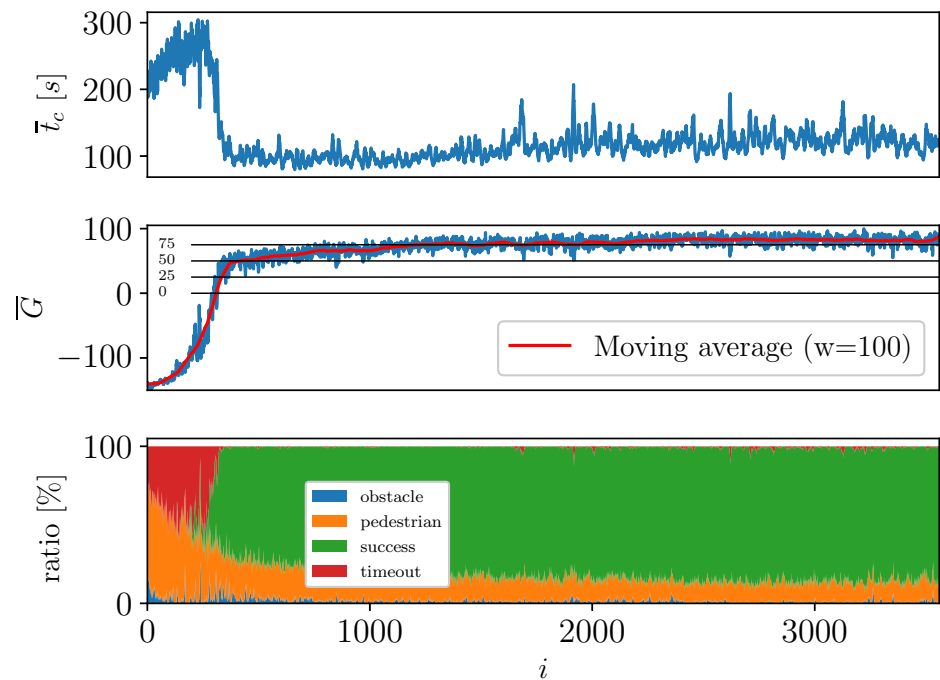 300
200
100
t̅_c [s]
100
0
−100
G̅
75
50
25
0
Moving average (w=100)
100
0
ratio [%]
obstacle
pedestrian
success
timeout
0
1000
2000
3000
i